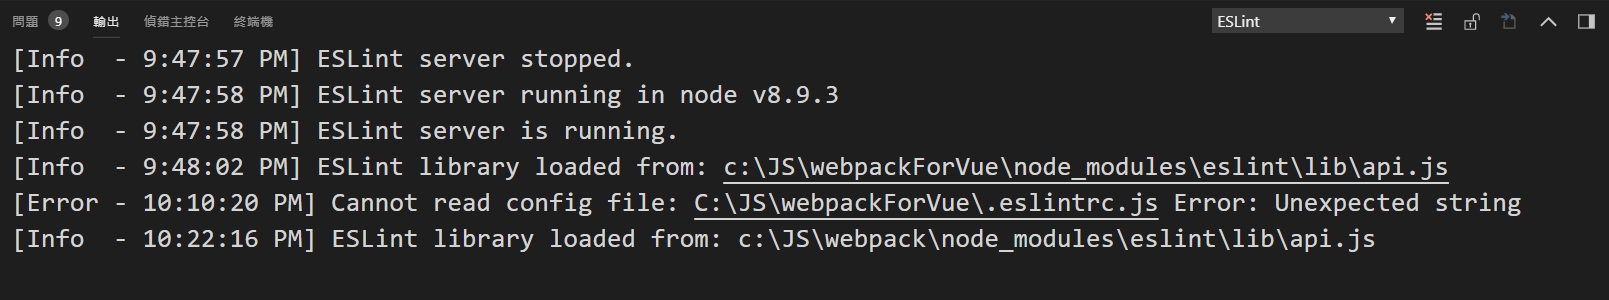 問題 9 輸出 偵錯主控台 終端機 ESLint
[Info  - 9:47:57 PM] ESLint server stopped.
[Info  - 9:47:58 PM] ESLint server running in node v8.9.3
[Info  - 9:47:58 PM] ESLint server is running.
[Info  - 9:48:02 PM] ESLint library loaded from: c:\JS\webpackForVue\node_modules\eslint\lib\api.js
[Error - 10:10:20 PM] Cannot read config file: C:\JS\webpackForVue\.eslintrc.js Error: Unexpected string
[Info  - 10:22:16 PM] ESLint library loaded from: c:\JS\webpack\node_modules\eslint\lib\api.js